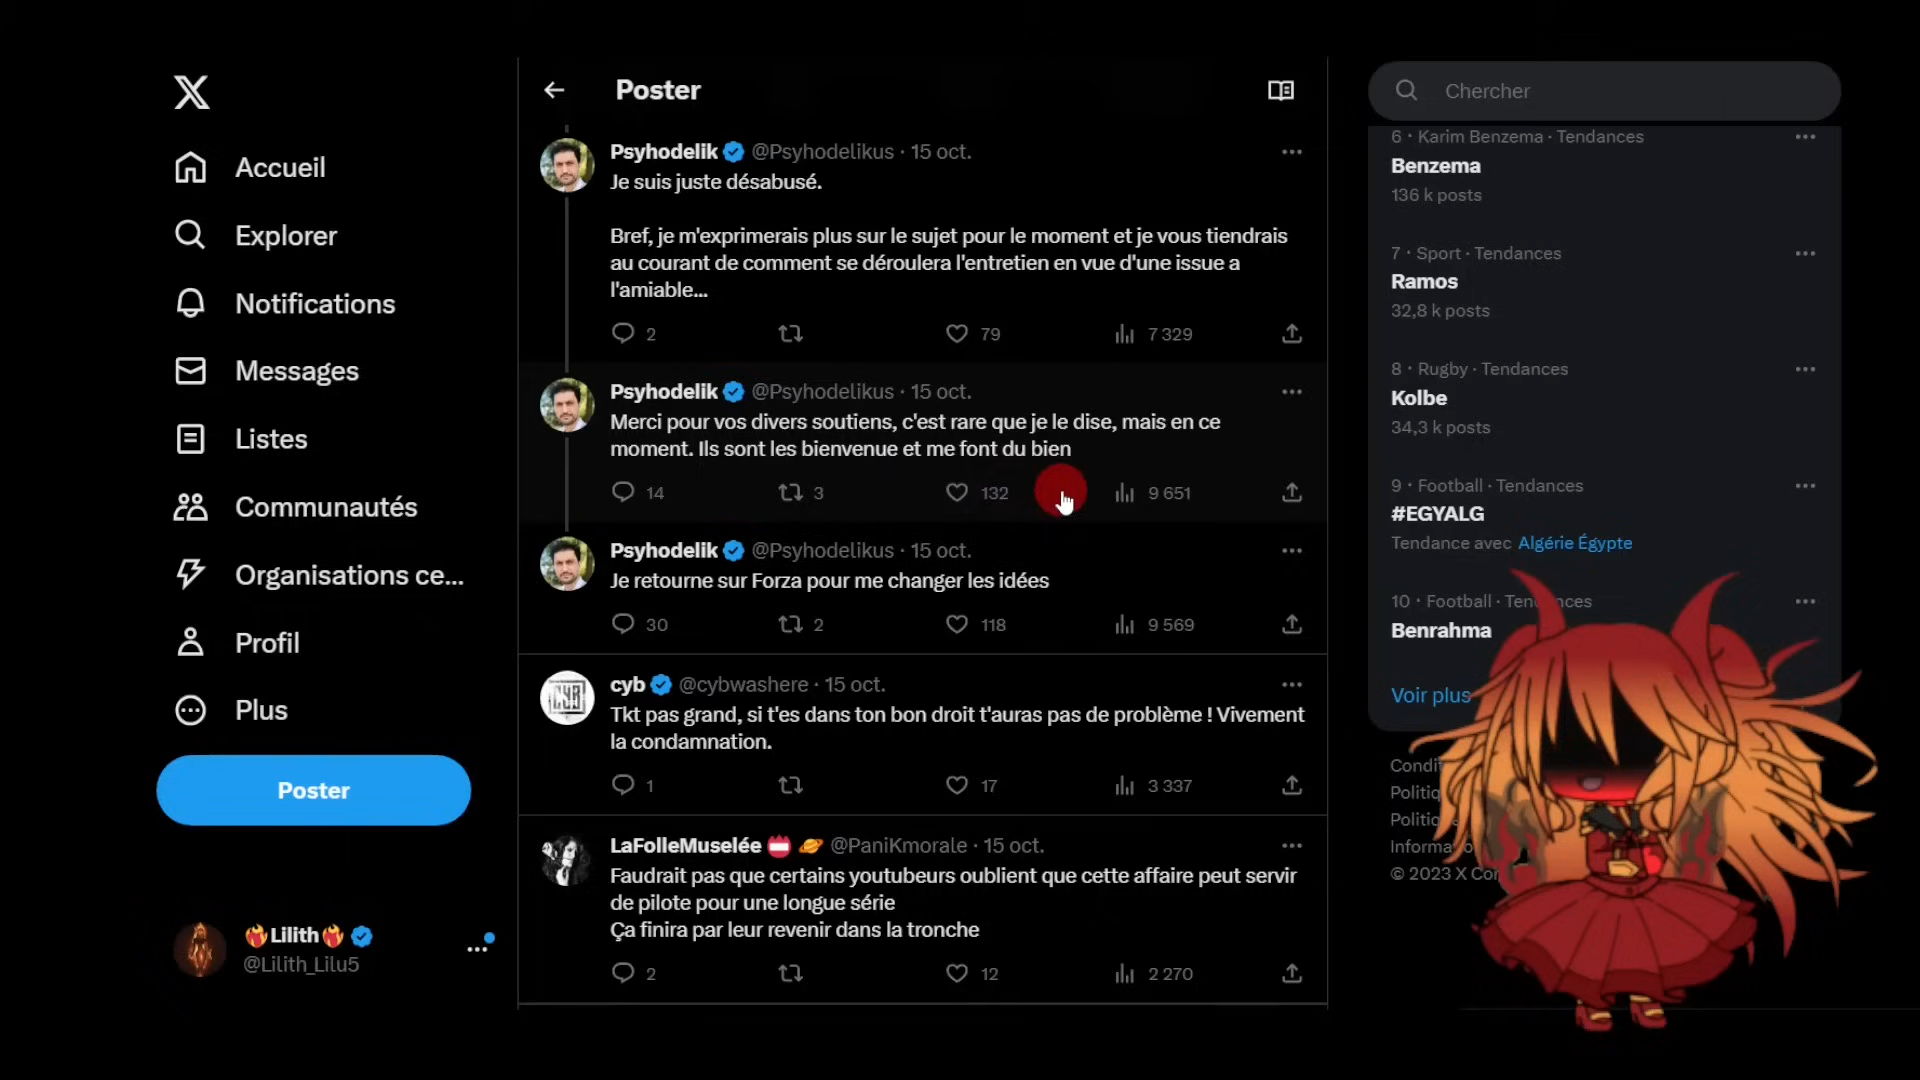 Accueil
Explorer
Notifications
Messages
Listes
Communautés
Organisations ce...
Profil
Plus
Poster
🔥Lilith🔥
@Lilith_Lilu5
Poster
Psyhodelik @Psyhodelikus · 15 oct.
Je suis juste désabusé.
Bref, je m'exprimerais plus sur le sujet pour le moment et je vous tiendrais
au courant de comment se déroulera l'entretien en vue d'une issue a
l'amiable...
2 79 7 329
Psyhodelik @Psyhodelikus · 15 oct.
Merci pour vos divers soutiens, c'est rare que je le dise, mais en ce
moment. Ils sont les bienvenue et me font du bien
14 3 132 9 651
Psyhodelik @Psyhodelikus · 15 oct.
Je retourne sur Forza pour me changer les idées
30 2 118 9 569
cyb @cybwashere · 15 oct.
Tkt pas grand, si t'es dans ton bon droit t'auras pas de problème ! Vivement
la condamnation.
1 17 3 337
LaFolleMuselée 📛 🪐 @PaniKmorale · 15 oct.
Faudrait pas que certains youtubeurs oublient que cette affaire peut servir
de pilote pour une longue série
Ça finira par leur revenir dans la tronche
2 12 2 270
Chercher
6 · Karim Benzema · Tendances
Benzema
136 k posts
7 · Sport · Tendances
Ramos
32,8 k posts
8 · Rugby · Tendances
Kolbe
34,3 k posts
9 · Football · Tendances
#EGYALG
Tendance avec Algérie Égypte
10 · Football · Tendances
Benrahma
Voir plus
© 2023 X